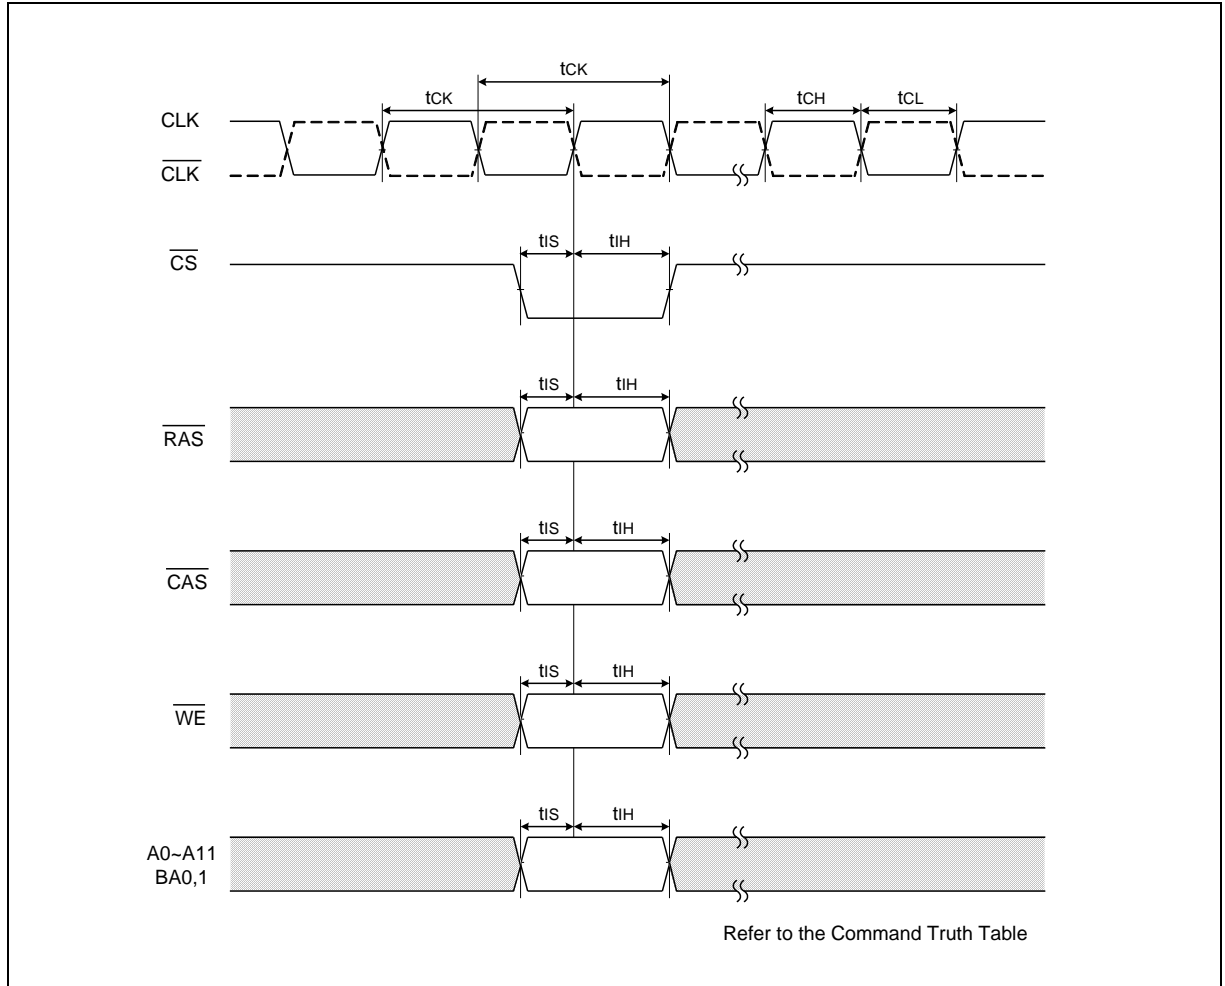 tCK
tCK
tCH
tCL
CLK
CLK
tIS
tIH
CS
tIS
tIH
RAS
tIS
tIH
CAS
tIS
tIH
WE
tIS
tIH
A0~A11
BA0,1
Refer to the Command Truth Table